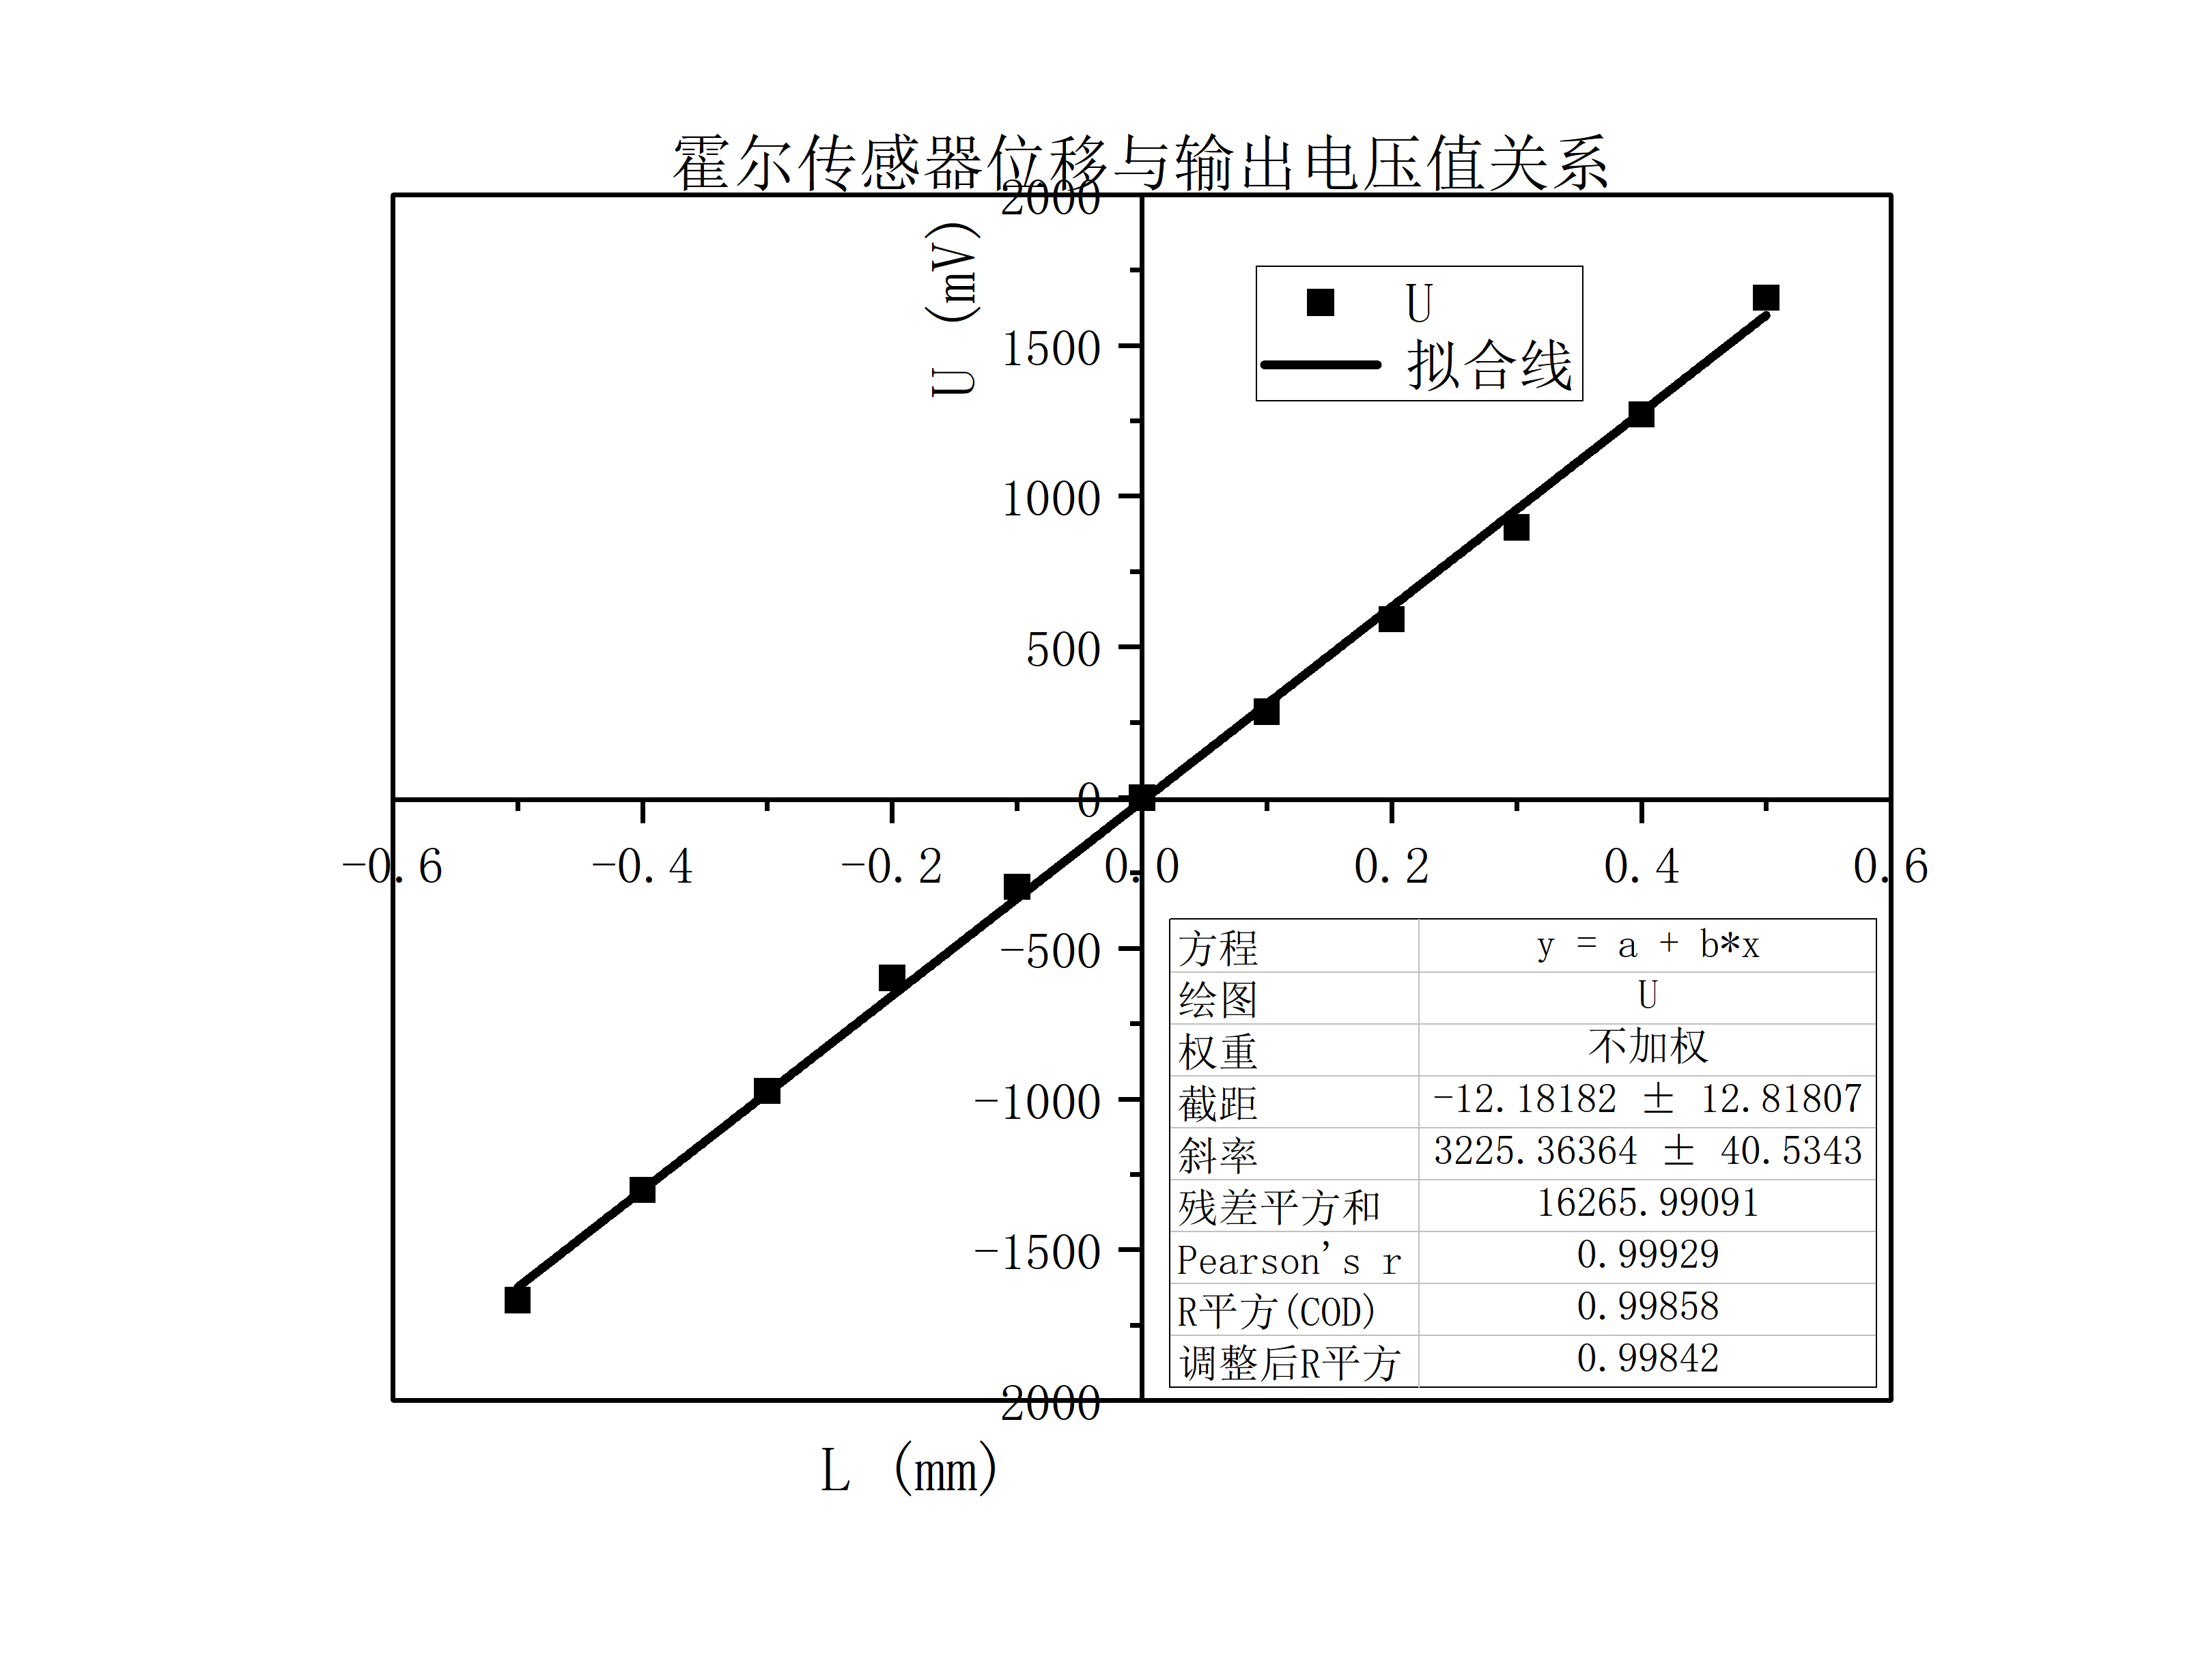 霍尔传感器位移与输出电压值关系
2000
U (mV)
U
拟合线
1500
1000
500
0
-0.6 -0.4 -0.2 0.0 0.2 0.4 0.6
-500
-1000
-1500
2000
方程 y = a + b*x
绘图 U
权重 不加权
截距 -12.18182 ± 12.81807
斜率 3225.36364 ± 40.5343
残差平方和 16265.99091
Pearson's r 0.99929
R平方(COD) 0.99858
调整后R平方 0.99842
L (mm)